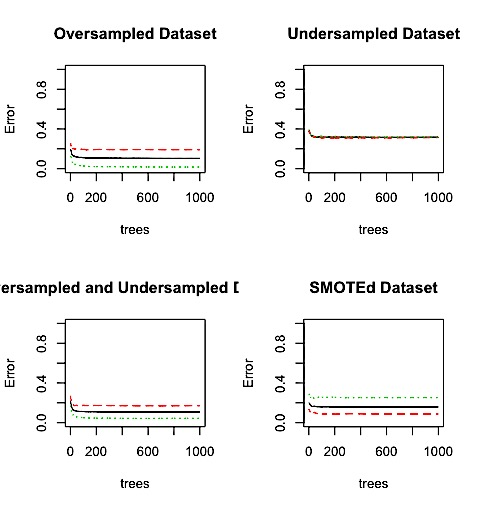 Oversampled Dataset
Error
0.0 0.4 0.8
0 200 600 1000
trees
Undersampled Dataset
Error
0.0 0.4 0.8
0 200 600 1000
trees
versampled and Undersampled D
Error
0.0 0.4 0.8
0 200 600 1000
trees
SMOTEd Dataset
Error
0.0 0.4 0.8
0 200 600 1000
trees